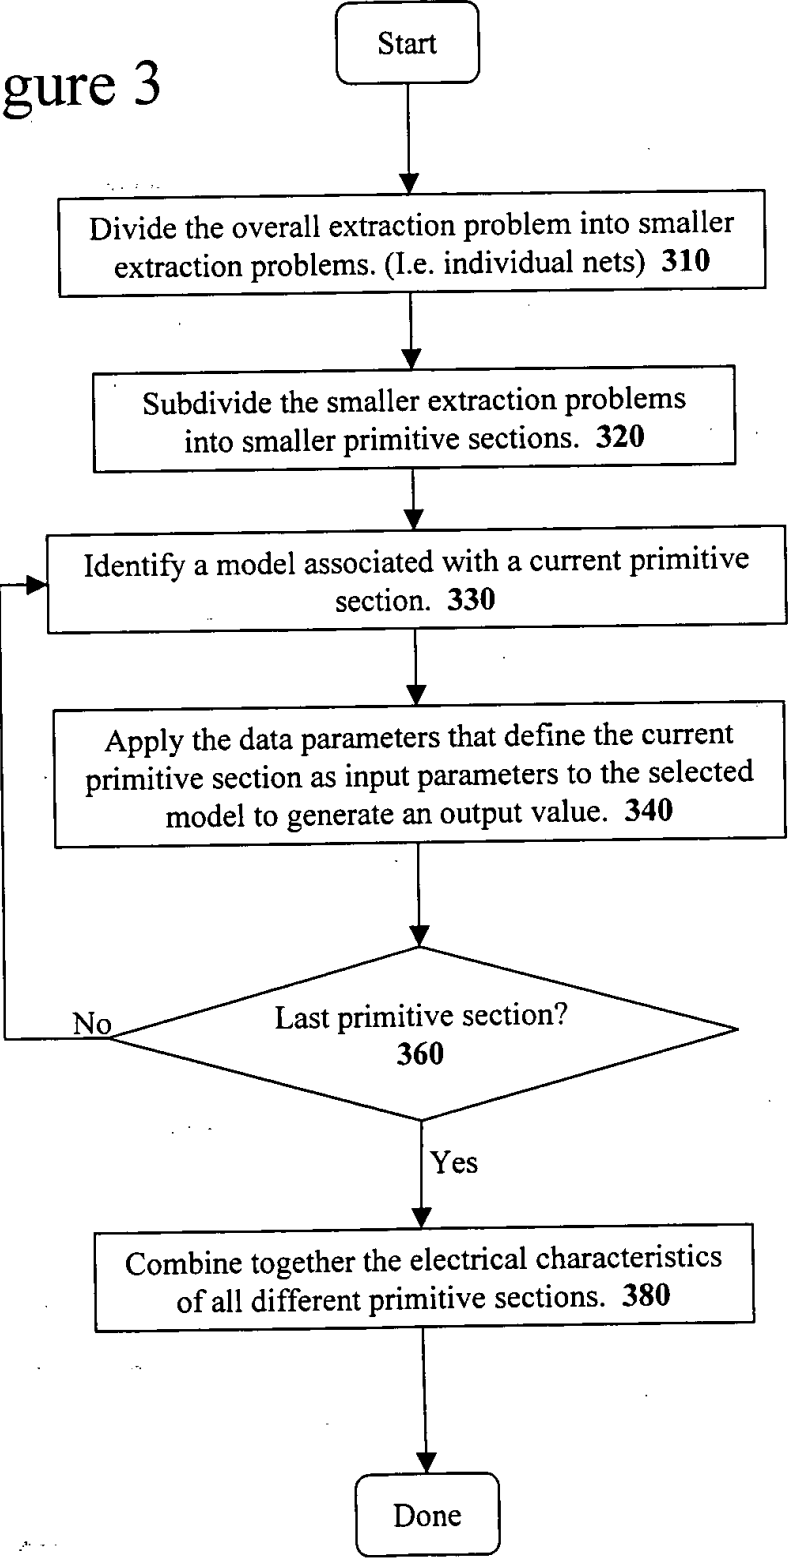 Start
gure 3
Divide the overall extraction problem into smaller
extraction problems. (I.e. individual nets) 310
Subdivide the smaller extraction problems
into smaller primitive sections. 320
Identify a model associated with a current primitive
section. 330
Apply the data parameters that define the current
primitive section as input parameters to the selected
model to generate an output value. 340
Last primitive section?
360
No
Yes
Combine together the electrical characteristics
of all different primitive sections. 380
Done